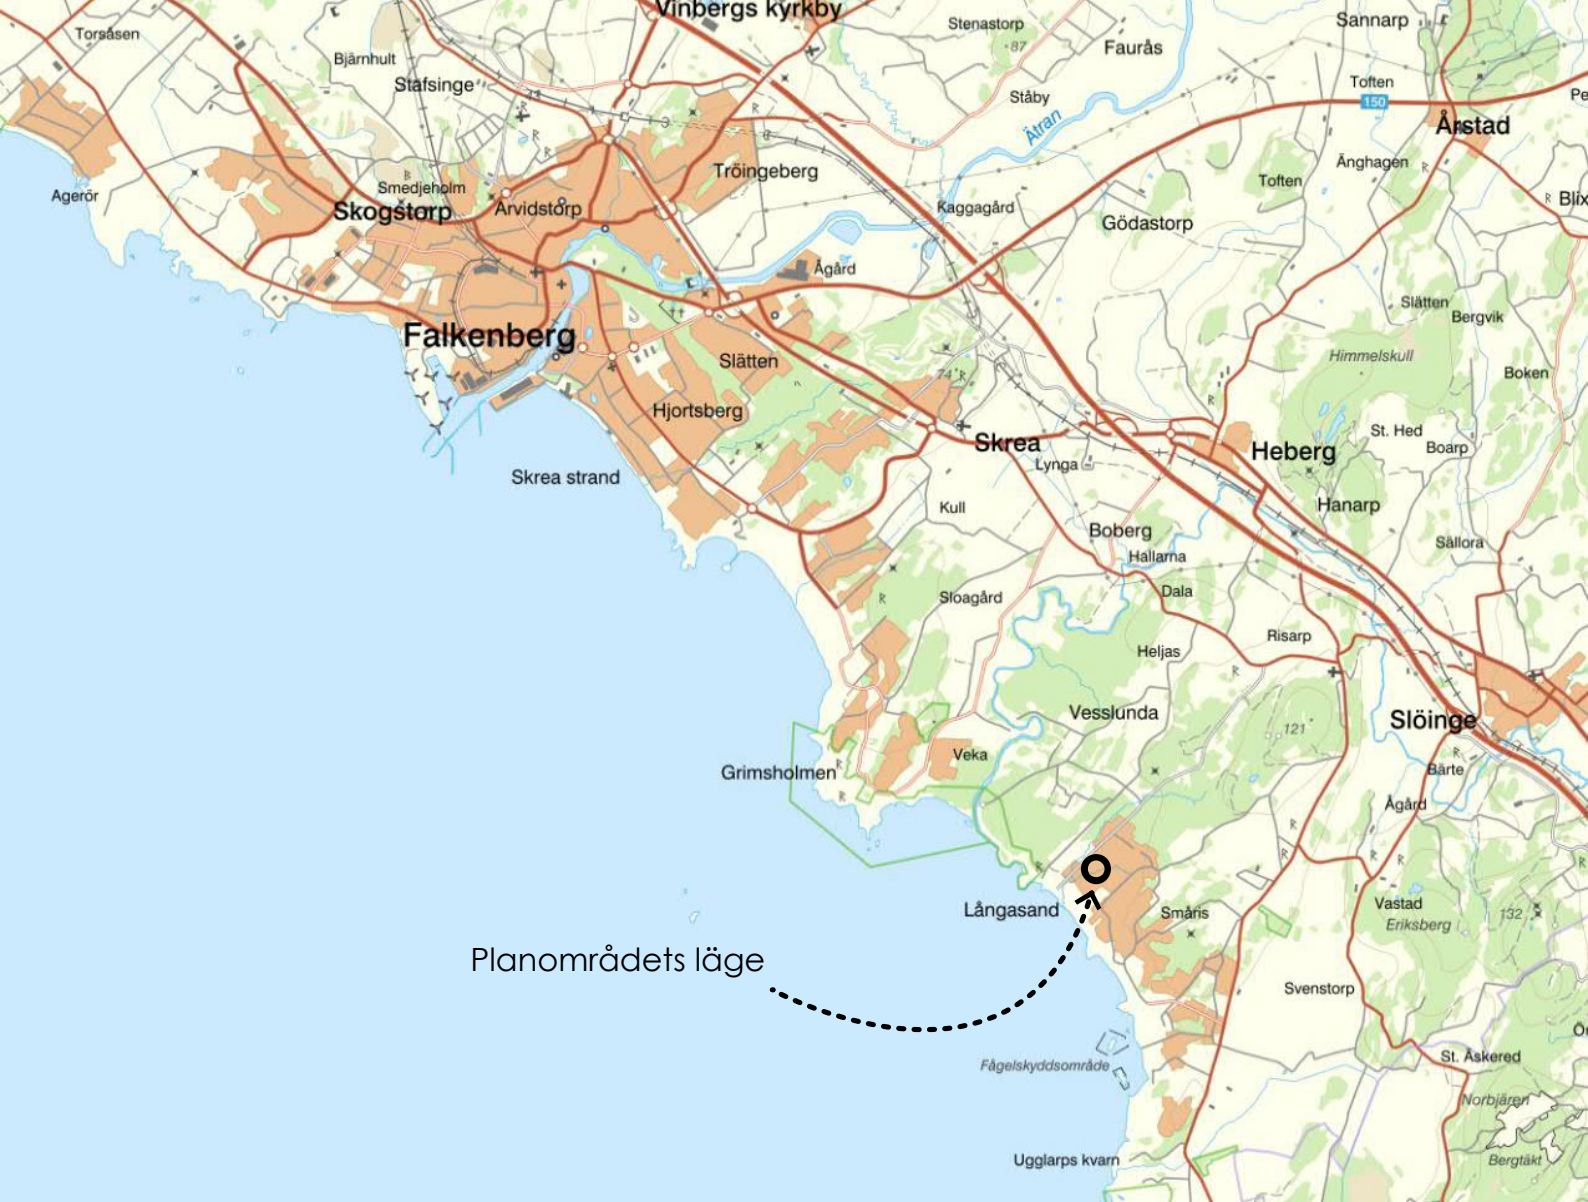 Vinbergs kyrkby
Stenastorp
Sannarp
Torsåsen
87
Faurås
Bjärnhult
Stafsinge
Toften
Ståby
150
Ätran
Årstad
Änghagen
Tröingeberg
Toften
Smedjeholm
Agerör
Skogstorp
Arvidstorp
Kaggagård
Gödastorp
Ågård
Slätten
Bergvik
Falkenberg
Himmelskull
Slätten
74
Boken
Hjortsberg
St. Hed
Skrea
Boarp
Heberg
Lynga
Skrea strand
Hanarp
Kull
Boberg
Sällora
Hallarna
Dala
Sloagård
Risarp
Heljas
Vesslunda
Slöinge
121
Veka
Grimsholmen
Bärte
Ågård
Långasand
Småris
Vastad
132
Eriksberg
Planområdets läge
Svenstorp
St. Åskered
Fågelskyddsområde
Norbjären
Ugglarps kvarn
Bergtäkt